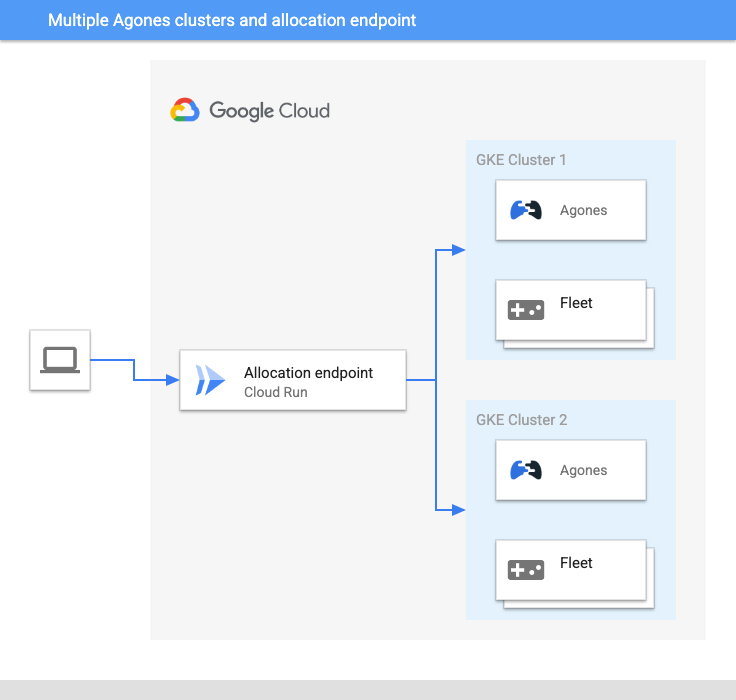 Multiple Agones clusters and allocation endpoint
Google Cloud
GKE Cluster 1
Agones
Fleet
Allocation endpoint
Cloud Run
GKE Cluster 2
Agones
Fleet